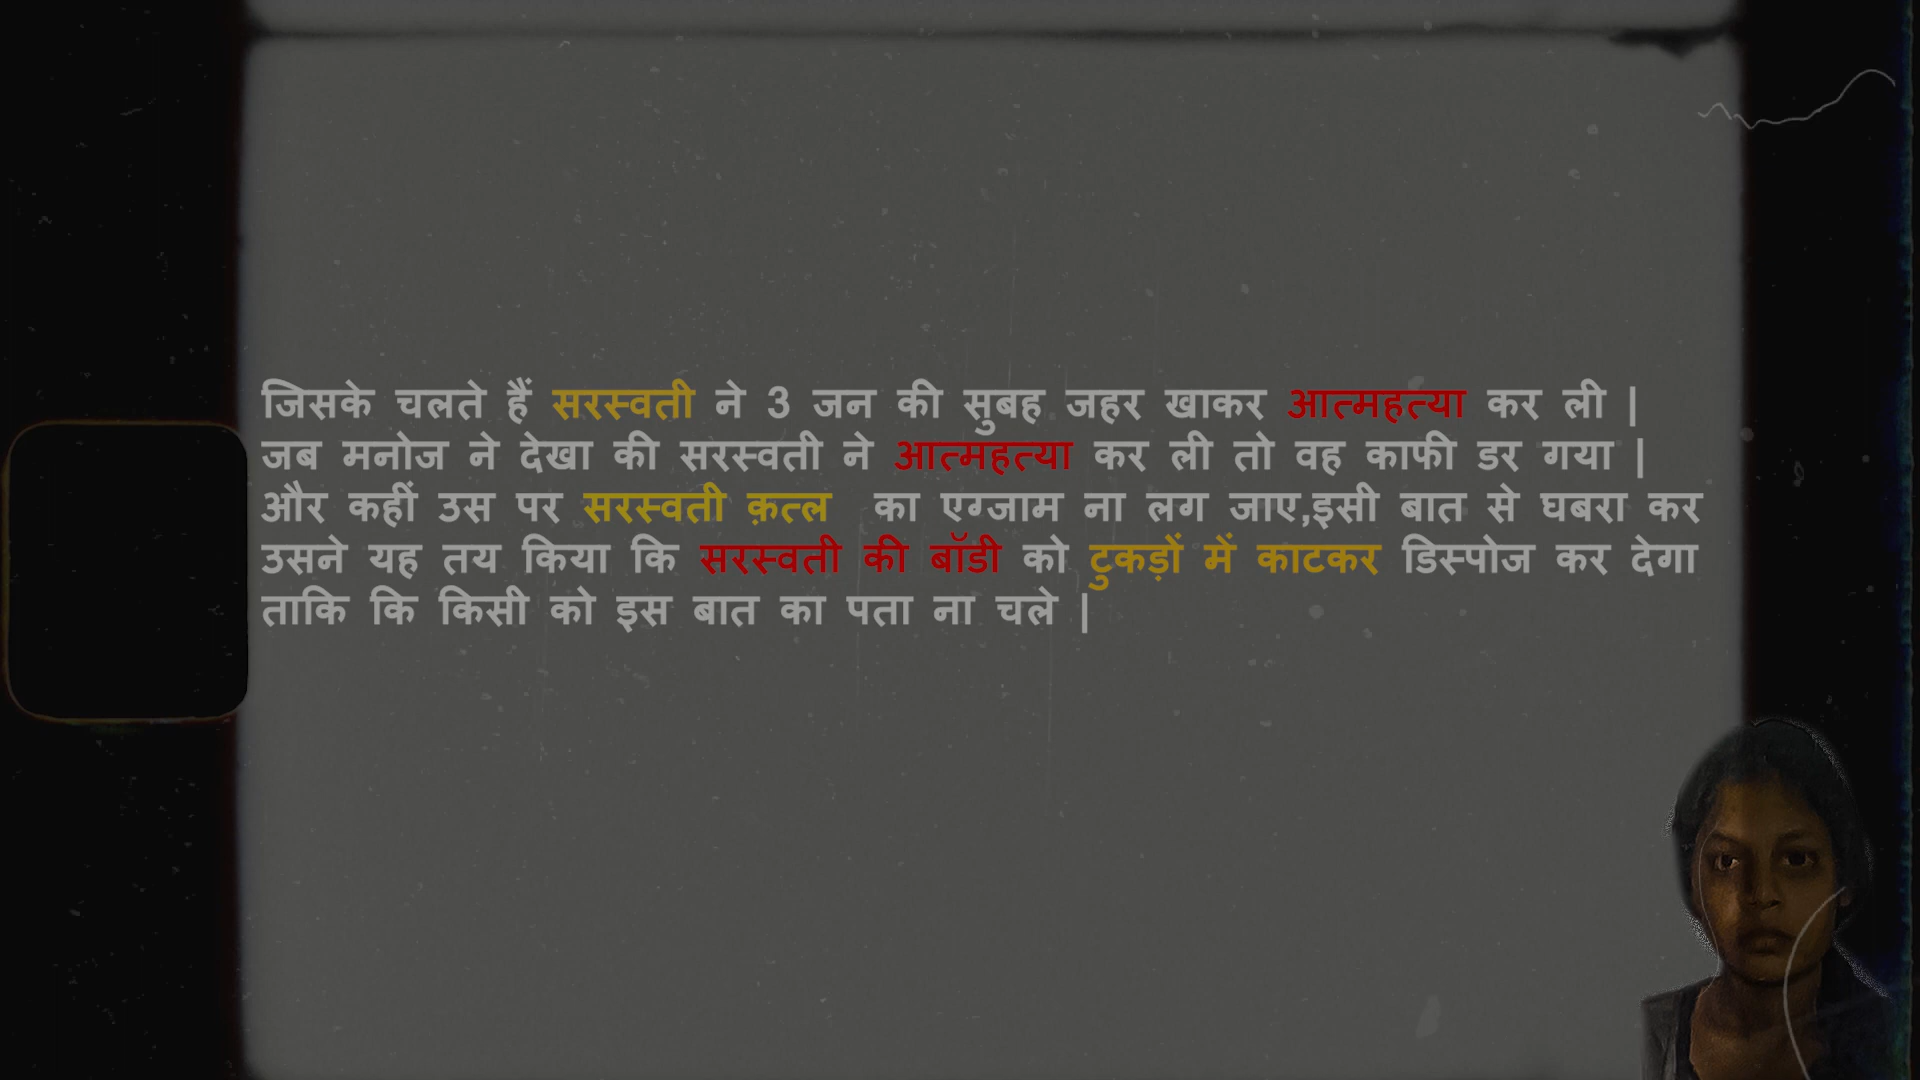 जिसके चलते हैं सरस्वती ने 3 जन की सुबह जहर खाकर आत्महत्या कर ली |
जब मनोज ने देखा की सरस्वती ने आत्महत्या कर ली तो वह काफी डर गया |
और कहीं उस पर सरस्वती क़त्ल का एग्जाम ना लग जाए,इसी बात से घबरा कर
उसने यह तय किया कि सरस्वती की बॉडी को टुकड़ों में काटकर डिस्पोज कर देगा
ताकि कि किसी को इस बात का पता ना चले |